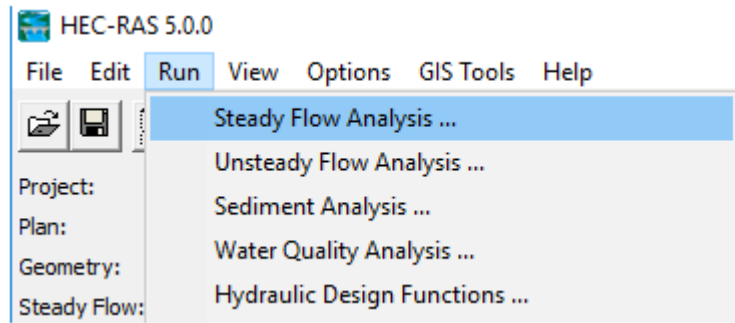 HEC-RAS 5.0.0
File Edit Run View Options GIS Tools Help
Steady Flow Analysis ...
Unsteady Flow Analysis ...
Project:
Sediment Analysis ...
Plan:
Water Quality Analysis ...
Geometry:
Hydraulic Design Functions ...
Steady Flow: